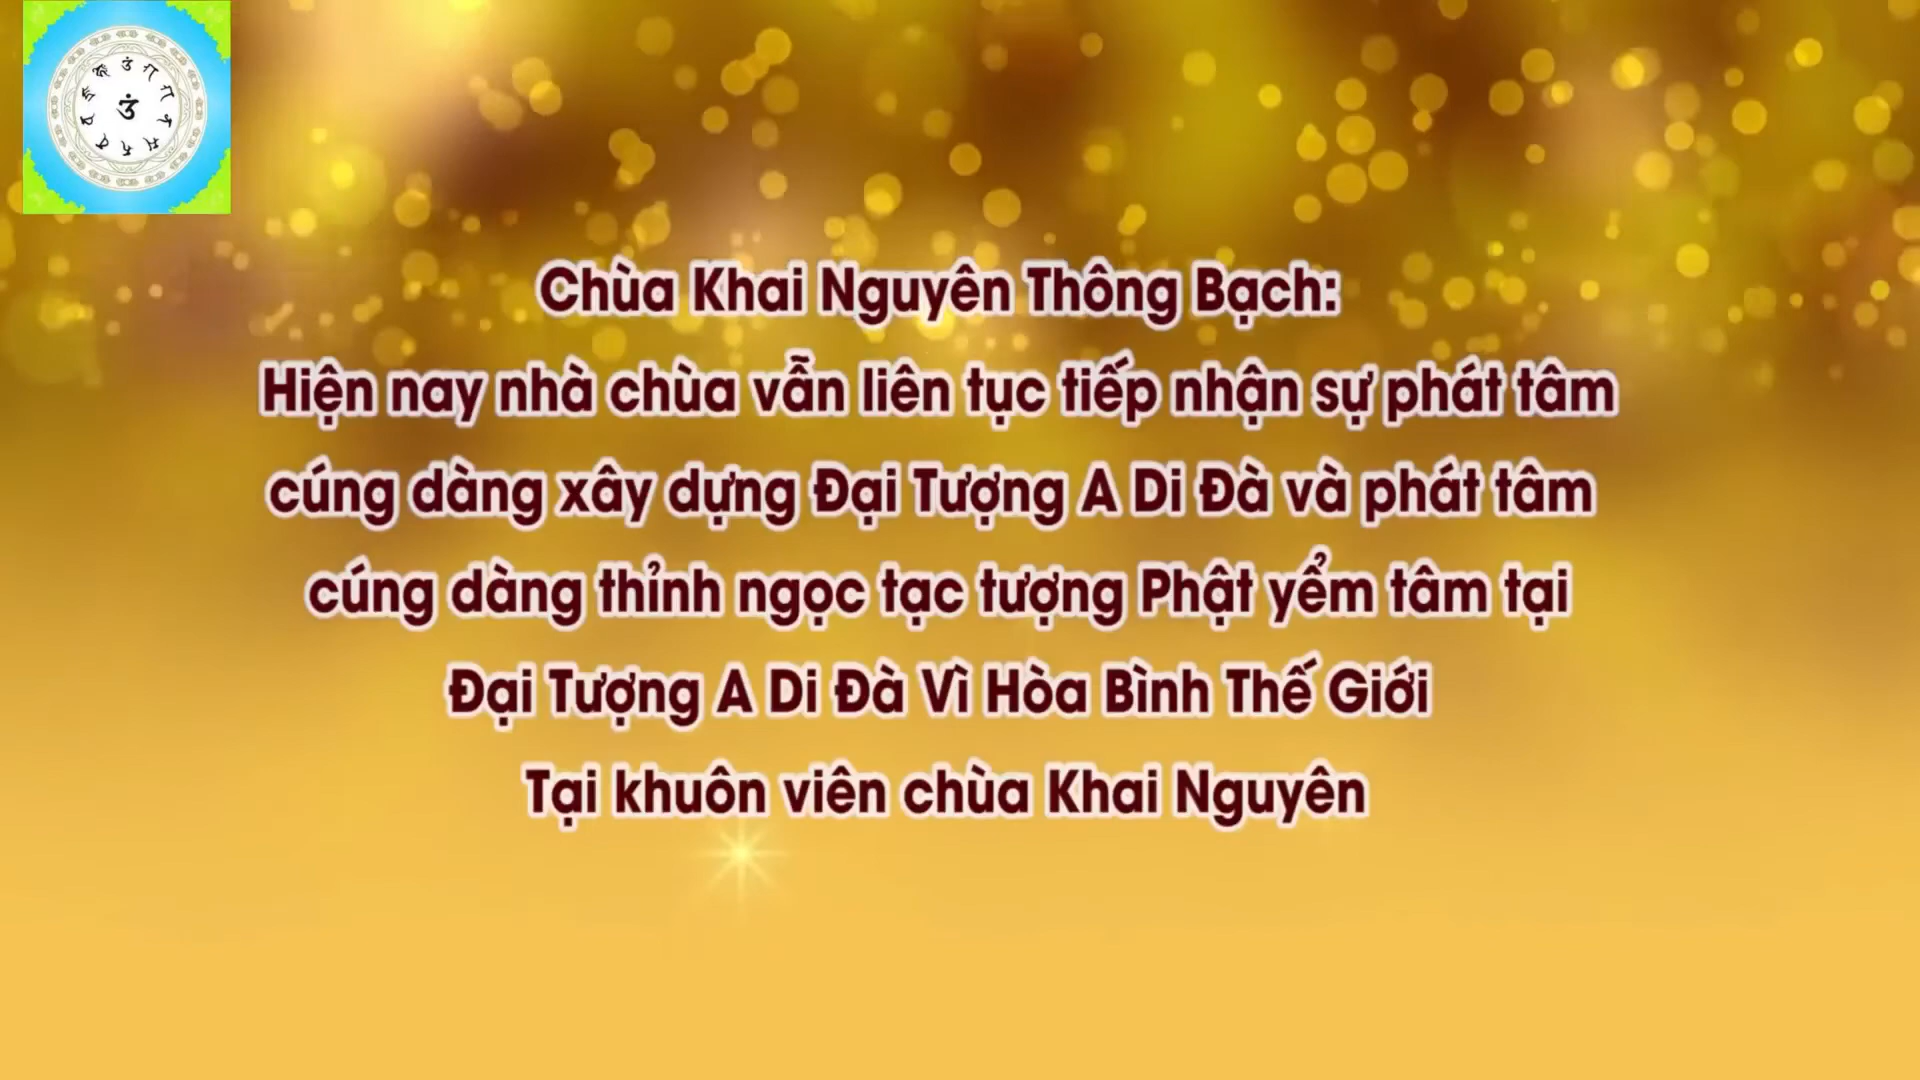 Chùa Khai Nguyên Thông Bạch:
Hiện nay nhà chùa vẫn liên tục tiếp nhận sự phát tâm
cúng dàng xây dựng Đại Tượng A Di Đà và phát tâm
cúng dàng thỉnh ngọc tạc tượng Phật yểm tâm tại
Đại Tượng A Di Đà Vì Hòa Bình Thế Giới
Tại khuôn viên chùa Khai Nguyên